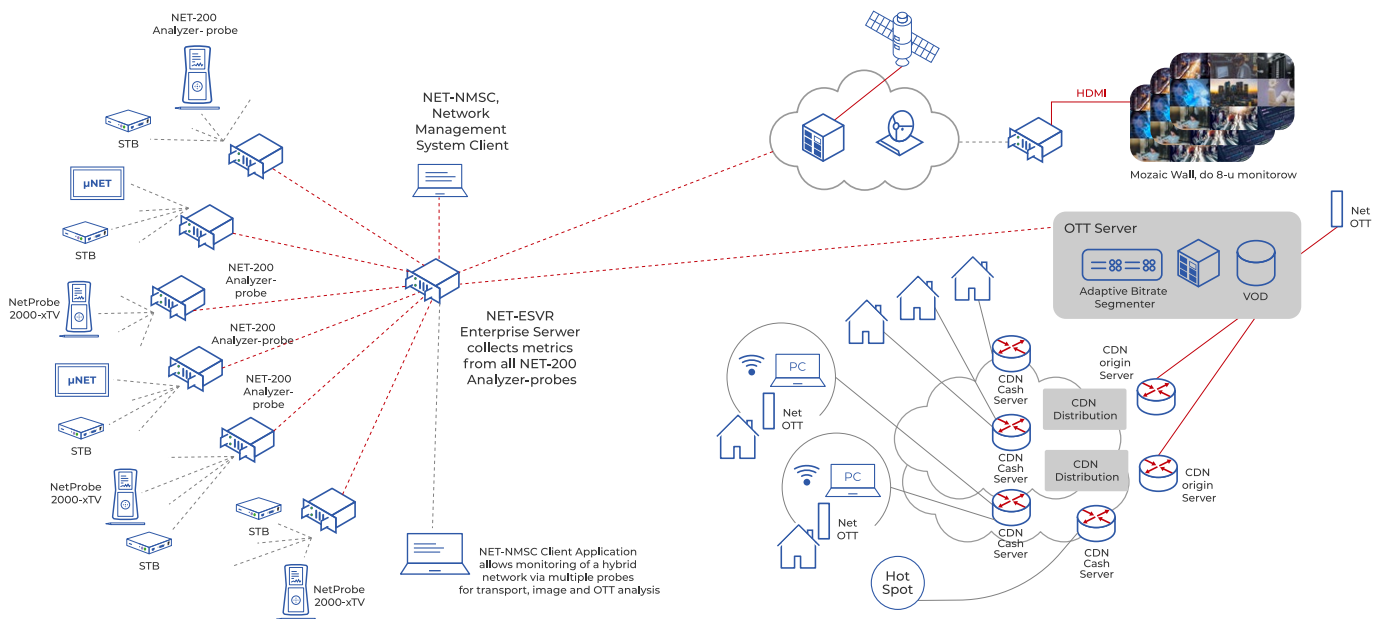 NET-200
Analyzer- probe
STB
µNET
STB
NetProbe
2000-xTV
NET-200
Analyzer-
probe
NET-200
Analyzer-probe
µNET
STB
NET-200
Analyzer-
probe
NetProbe
2000-xTV
STB
STB
NetProbe
2000-xTV
NET-NMSC,
Network
Management
System Client
NET-ESVR
Enterprise Server
collects metrics
from all NET-200
Analyzer-probes
NET-NMSC Client Application
allows monitoring of a hybrid
network via multiple probes
for transport, image and OTT analysis
HDMI
Mozaic Wall, do 8-u monitorow
Net
OTT
OTT Server
Adaptive Bitrate
Segmenter
VOD
PC
Net
OTT
PC
Net
OTT
CDN
Cash
Server
CDN
Cash
Server
CDN
Cash
Server
CDN
Cash
Server
CDN
Distribution
CDN
Distribution
CDN
origin
Server
CDN
origin
Server
Hot
Spot